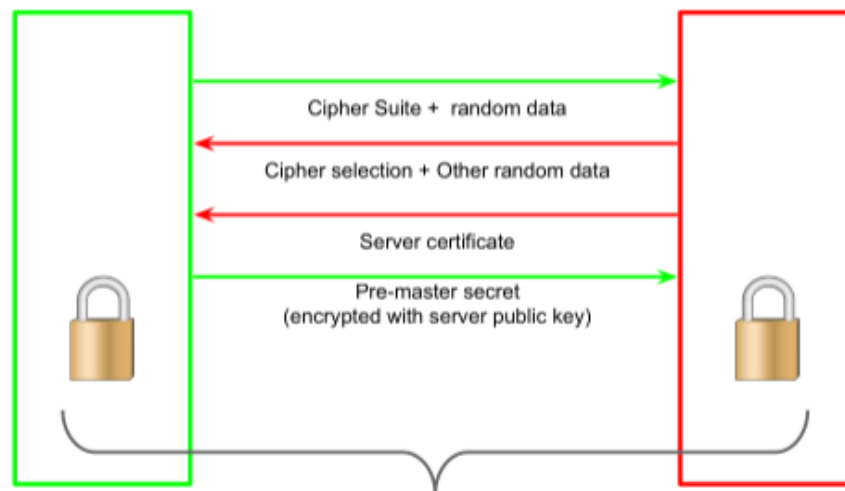 Cipher Suite + random data
Cipher selection + Other random data
Server certificate
Pre-master secret
(encrypted with server public key)